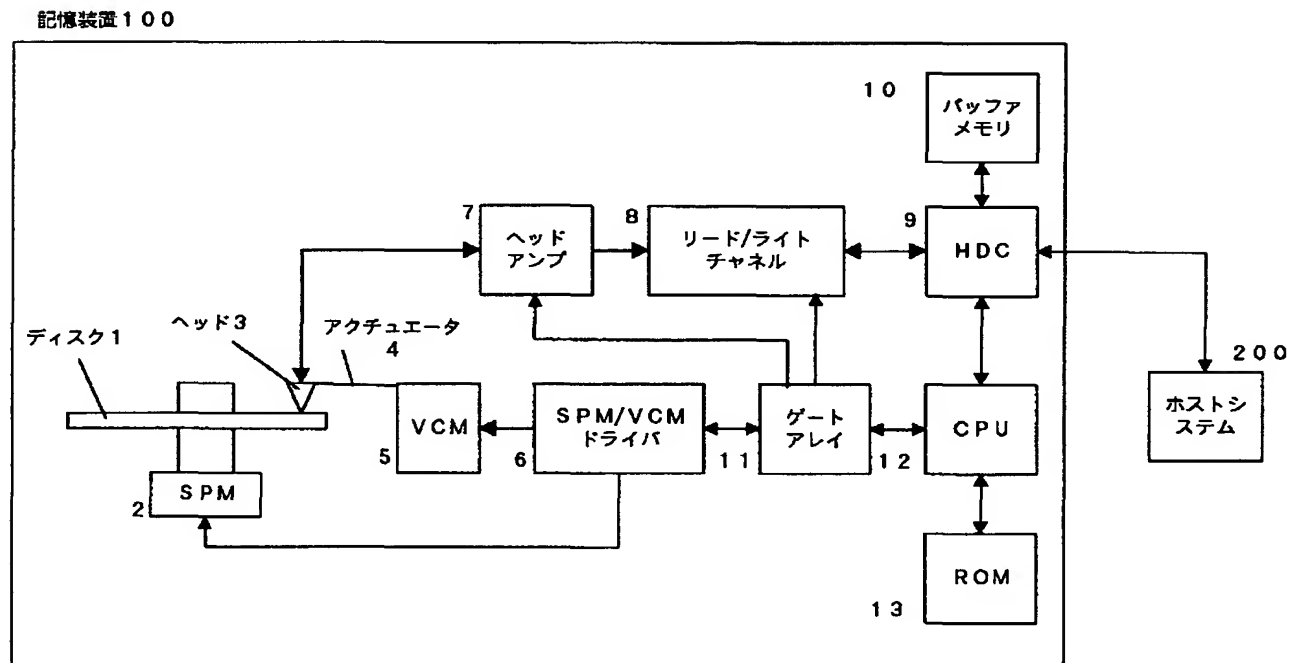 記憶装置100
10
バッファ
メモリ
7
ヘッド
アンプ
8
リード/ライト
チャネル
9
HDC
ディスク1
ヘッド3
アクチュエータ
4
VCM
5
SPM/VCM
ドライバ
6
ゲート
アレイ
11
CPU
12
200
ホストシ
ステム
SPM
2
ROM
13